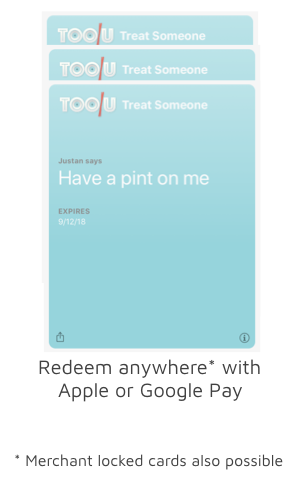 TOO/U Treat Someone
TOO/U Treat Someone
TOO/U Treat Someone
Justan says
Have a pint on me
EXPIRES
9/12/18
Redeem anywhere* with
Apple or Google Pay
* Merchant locked cards also possible